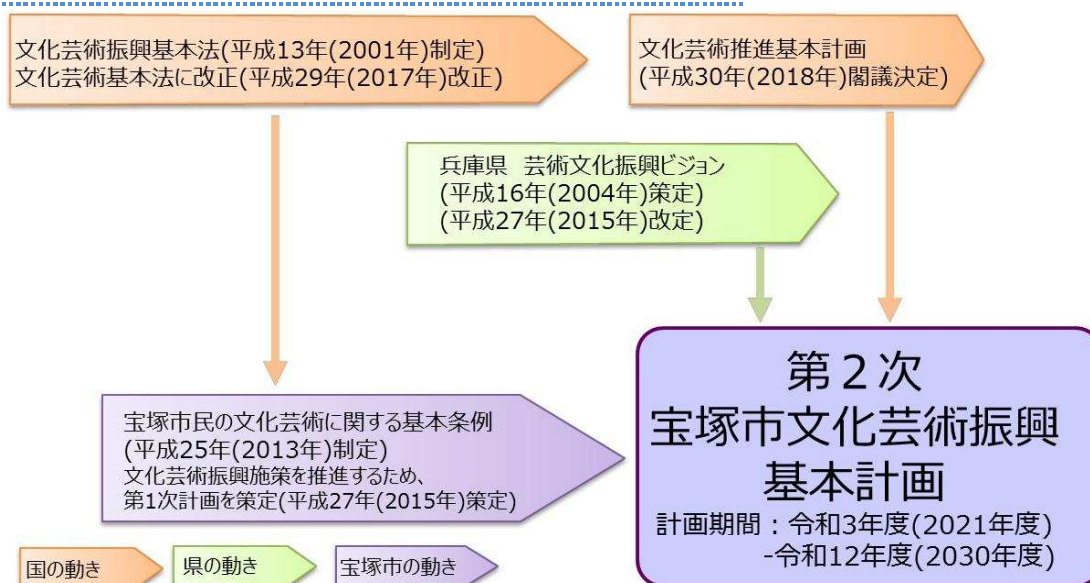 文化芸術振興基本法(平成13年(2001年)制定)
文化芸術基本法に改正(平成29年(2017年)改正)
文化芸術推進基本計画
(平成30年(2018年)閣議決定)
兵庫県 芸術文化振興ビジョン
(平成16年(2004年)策定)
(平成27年(2015年)改定)
宝塚市民の文化芸術に関する基本条例
(平成25年(2013年)制定)
文化芸術振興施策を推進するため、
第1次計画を策定(平成27年(2015年)策定)
第2次
宝塚市文化芸術振興
基本計画
計画期間：令和3年度(2021年度)
-令和12年度(2030年度)
国の動き
県の動き
宝塚市の動き